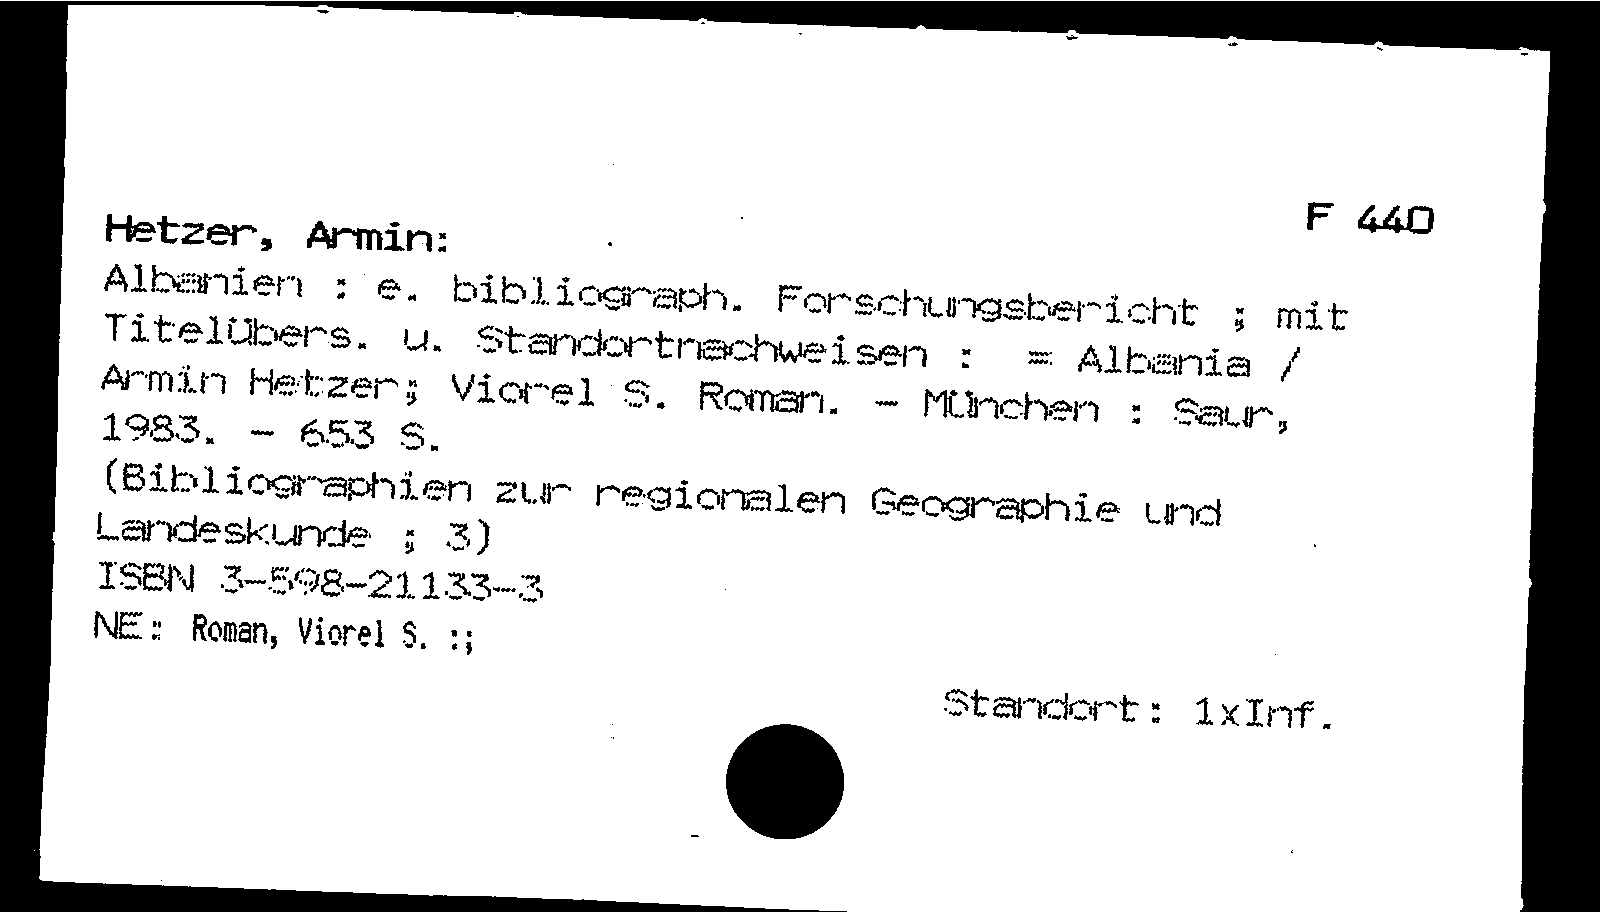 F 440
Hetzer, Armin:
Albanien : e. bibliograph. Forschungsbericht ; mit
Titelübers. u. Standortnachweisen : = Albania /
Armin Hetzer; Viorel S. Roman. - München : Saur,
1983. - 653 S.
(Bibliographien zur regionalen Geographie und
Landeskunde ; 3)
ISBN 3-598-21133-3
NE: Roman, Viorel S. :;
Standort: 1xInf.